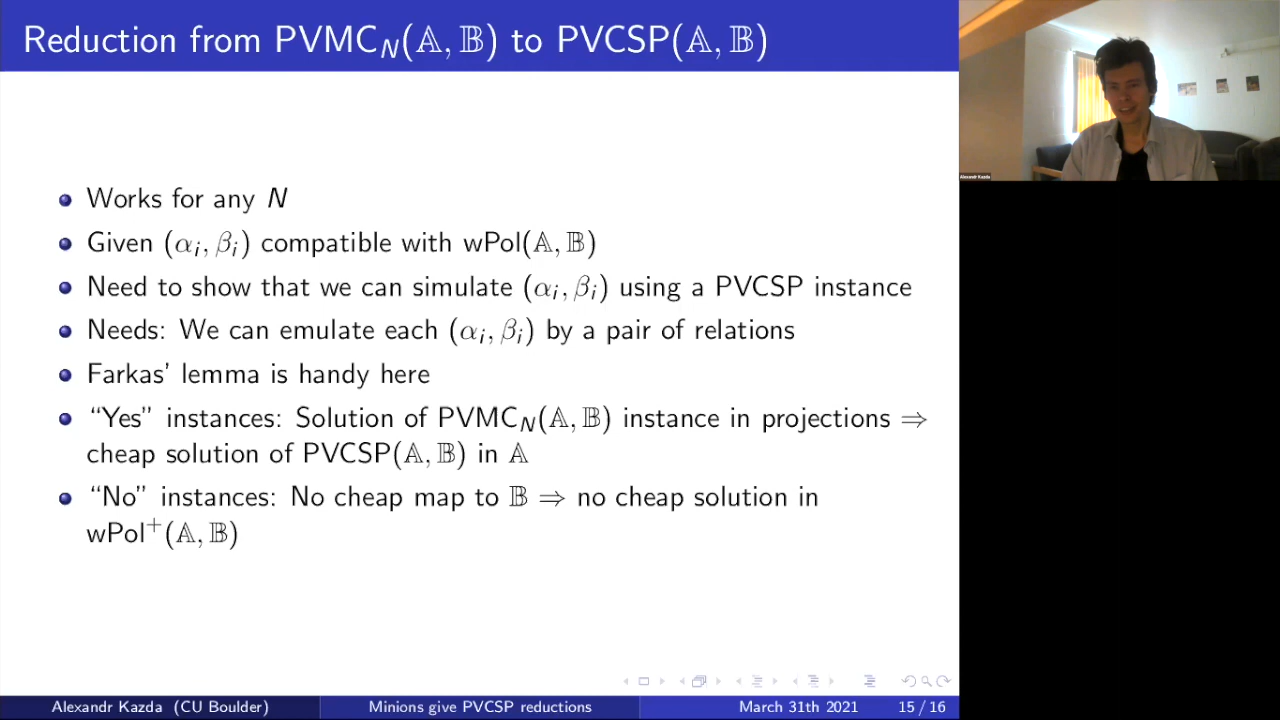 Reduction from PVMC_N(𝔸, 𝔹) to PVCSP(𝔸, 𝔹)
Works for any N
Given (α_i, β_i) compatible with wPol(𝔸, 𝔹)
Need to show that we can simulate (α_i, β_i) using a PVCSP instance
Needs: We can emulate each (α_i, β_i) by a pair of relations
Farkas' lemma is handy here
“Yes” instances: Solution of PVMC_N(𝔸, 𝔹) instance in projections ⇒
cheap solution of PVCSP(𝔸, 𝔹) in 𝔸
“No” instances: No cheap map to 𝔹 ⇒ no cheap solution in
wPol⁺(𝔸, 𝔹)
Alexandr Kazda (CU Boulder) Minions give PVCSP reductions March 31th 2021 15 / 16
Alexandr Kazda